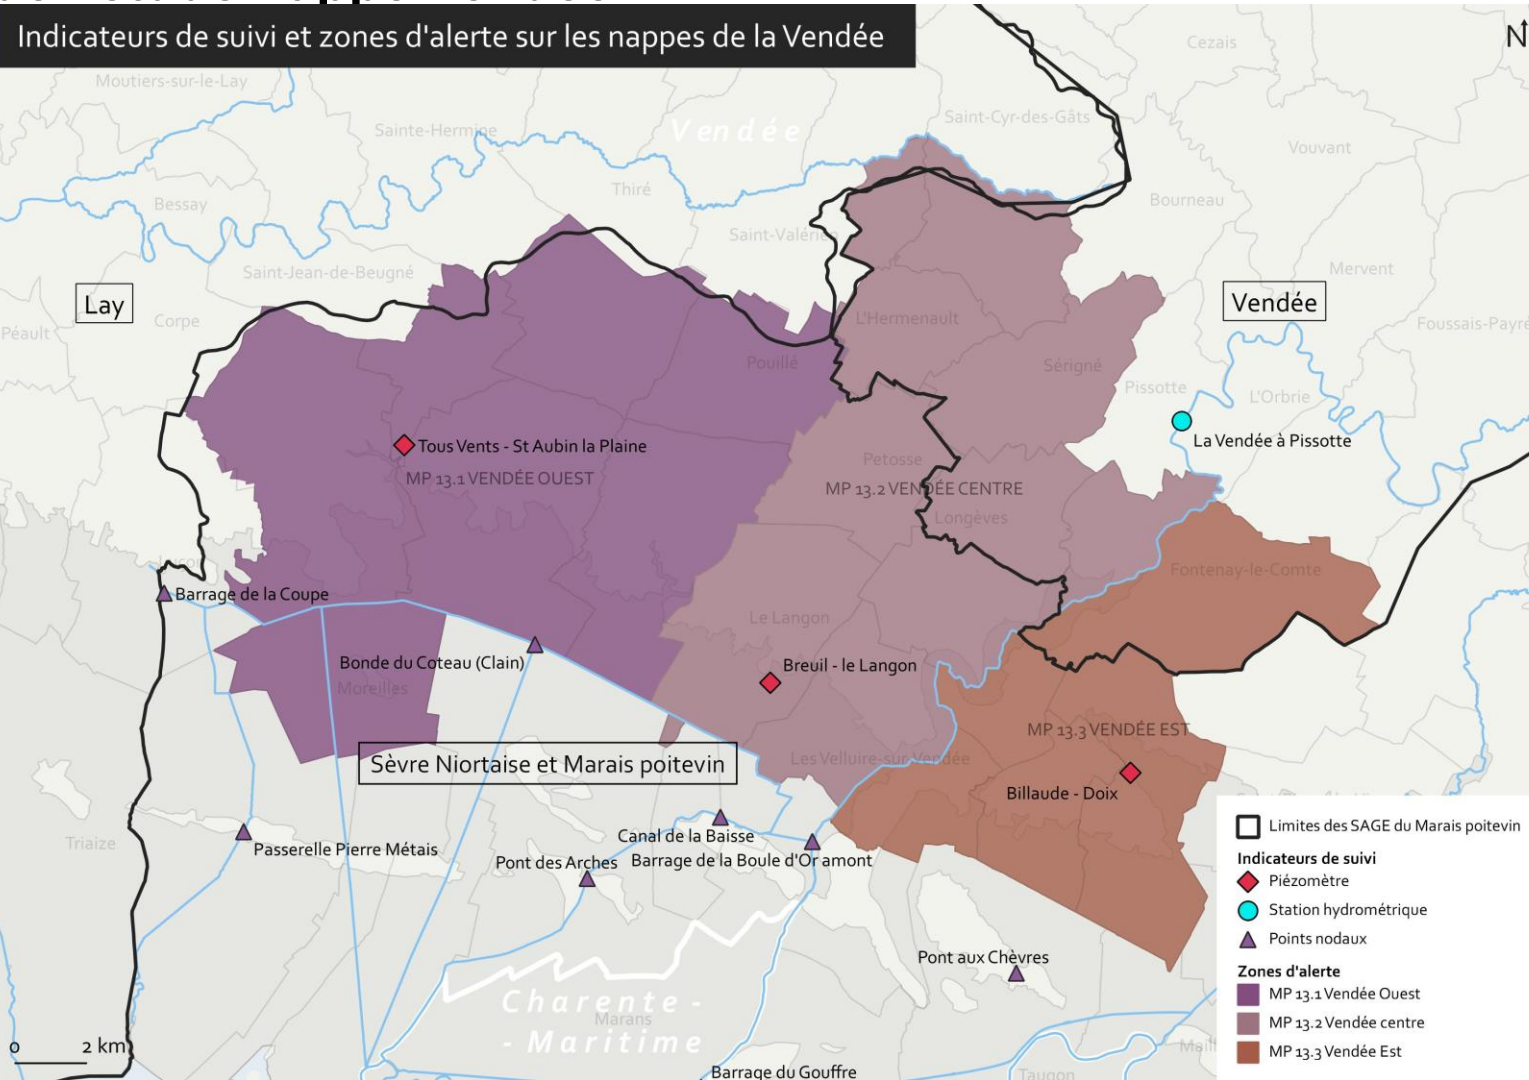 Indicateurs de suivi et zones d'alerte sur les nappes de la Vendée
N
Cezais
Moutiers-sur-le-Lay
Saint-Cyr-des-Gâts
Sainte-Hermine
Vendée
Vouvant
Thiré
Bessay
Bourneau
Saint-Valérien
Saint-Jean-de-Beugné
Mervent
Lay
Vendée
Corpe
L'Hermenault
Péault
Foussais-Payré
Pouillé
Sérigné
Pissotte
L'Orbrie
Tous Vents - St Aubin la Plaine
La Vendée à Pissotte
Petosse
MP 13.1 VENDÉE OUEST
MP 13.2 VENDÉE CENTRE
Longèves
Fontenay-le-Comte
Barrage de la Coupe
Le Langon
Bonde du Coteau (Clain)
Breuil - le Langon
Moreilles
MP 13.3 VENDÉE EST
Sèvre Niortaise et Marais poitevin
Les Velluire-sur-Vendée
Billaude - Doix
Triaize
Passerelle Pierre Métais
Canal de la Baisse
Pont des Arches
Barrage de la Boule d'Or amont
Pont aux Chèvres
Charente -
Marans
- Maritime
0 2 km
Barrage du Gouffre
Taugon
Limites des SAGE du Marais poitevin
Indicateurs de suivi
Piézomètre
Station hydrométrique
Points nodaux
Zones d'alerte
MP 13.1 Vendée Ouest
MP 13.2 Vendée centre
MP 13.3 Vendée Est